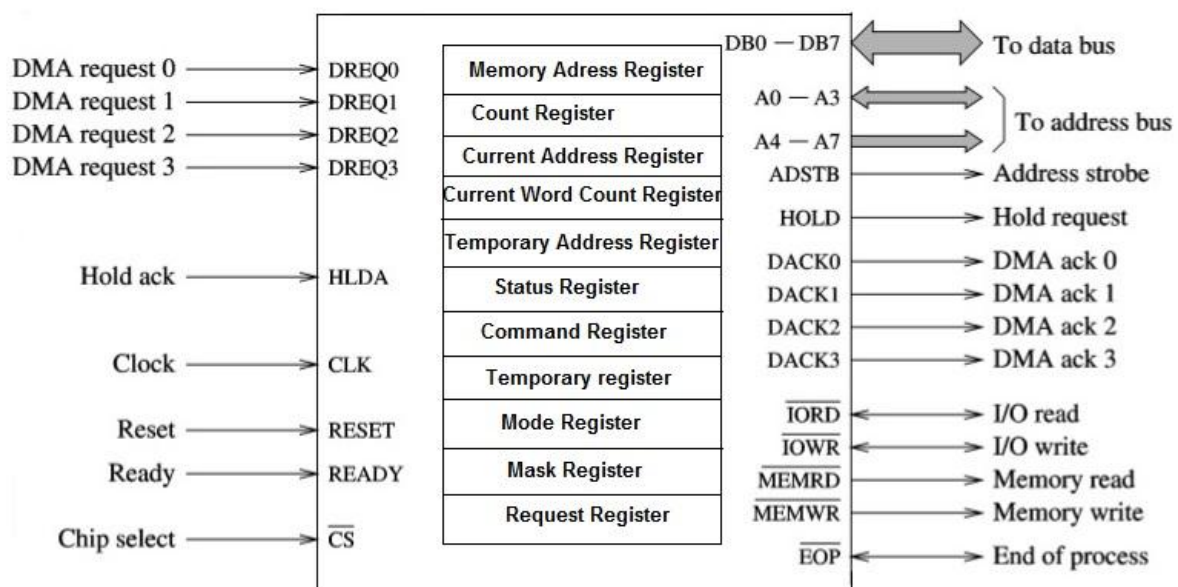 DMA request 0 DREQ0
DMA request 1 DREQ1
DMA request 2 DREQ2
DMA request 3 DREQ3
Hold ack HLDA
Clock CLK
Reset RESET
Ready READY
Chip select CS
Memory Adress Register
Count Register
Current Address Register
Current Word Count Register
Temporary Address Register
Status Register
Command Register
Temporary register
Mode Register
Mask Register
Request Register
DB0 — DB7 To data bus
A0 — A3
To address bus
A4 — A7
ADSTB Address strobe
HOLD Hold request
DACK0 DMA ack 0
DACK1 DMA ack 1
DACK2 DMA ack 2
DACK3 DMA ack 3
IORD I/O read
IOWR I/O write
MEMRD Memory read
MEMWR Memory write
EOP End of process